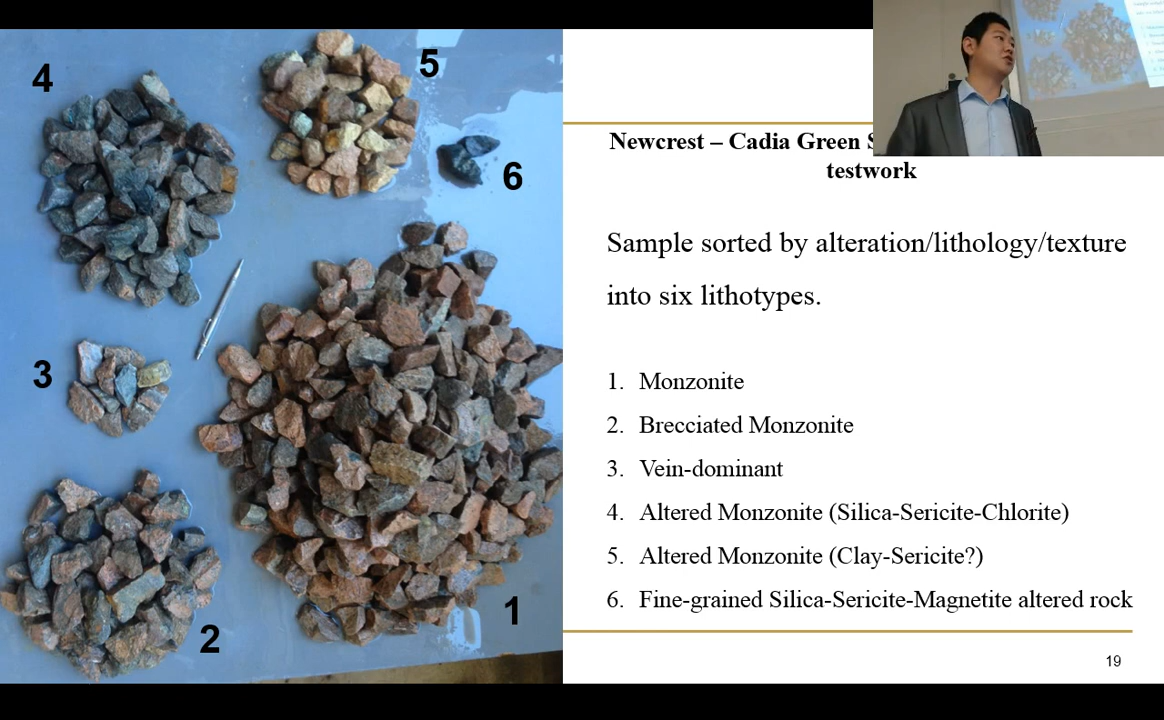 4
5
6
3
2
1
Newcrest – Cadia Green
testwork
Sample sorted by alteration/lithology/texture
into six lithotypes.
1. Monzonite
2. Brecciated Monzonite
3. Vein-dominant
4. Altered Monzonite (Silica-Sericite-Chlorite)
5. Altered Monzonite (Clay-Sericite?)
6. Fine-grained Silica-Sericite-Magnetite altered rock
19